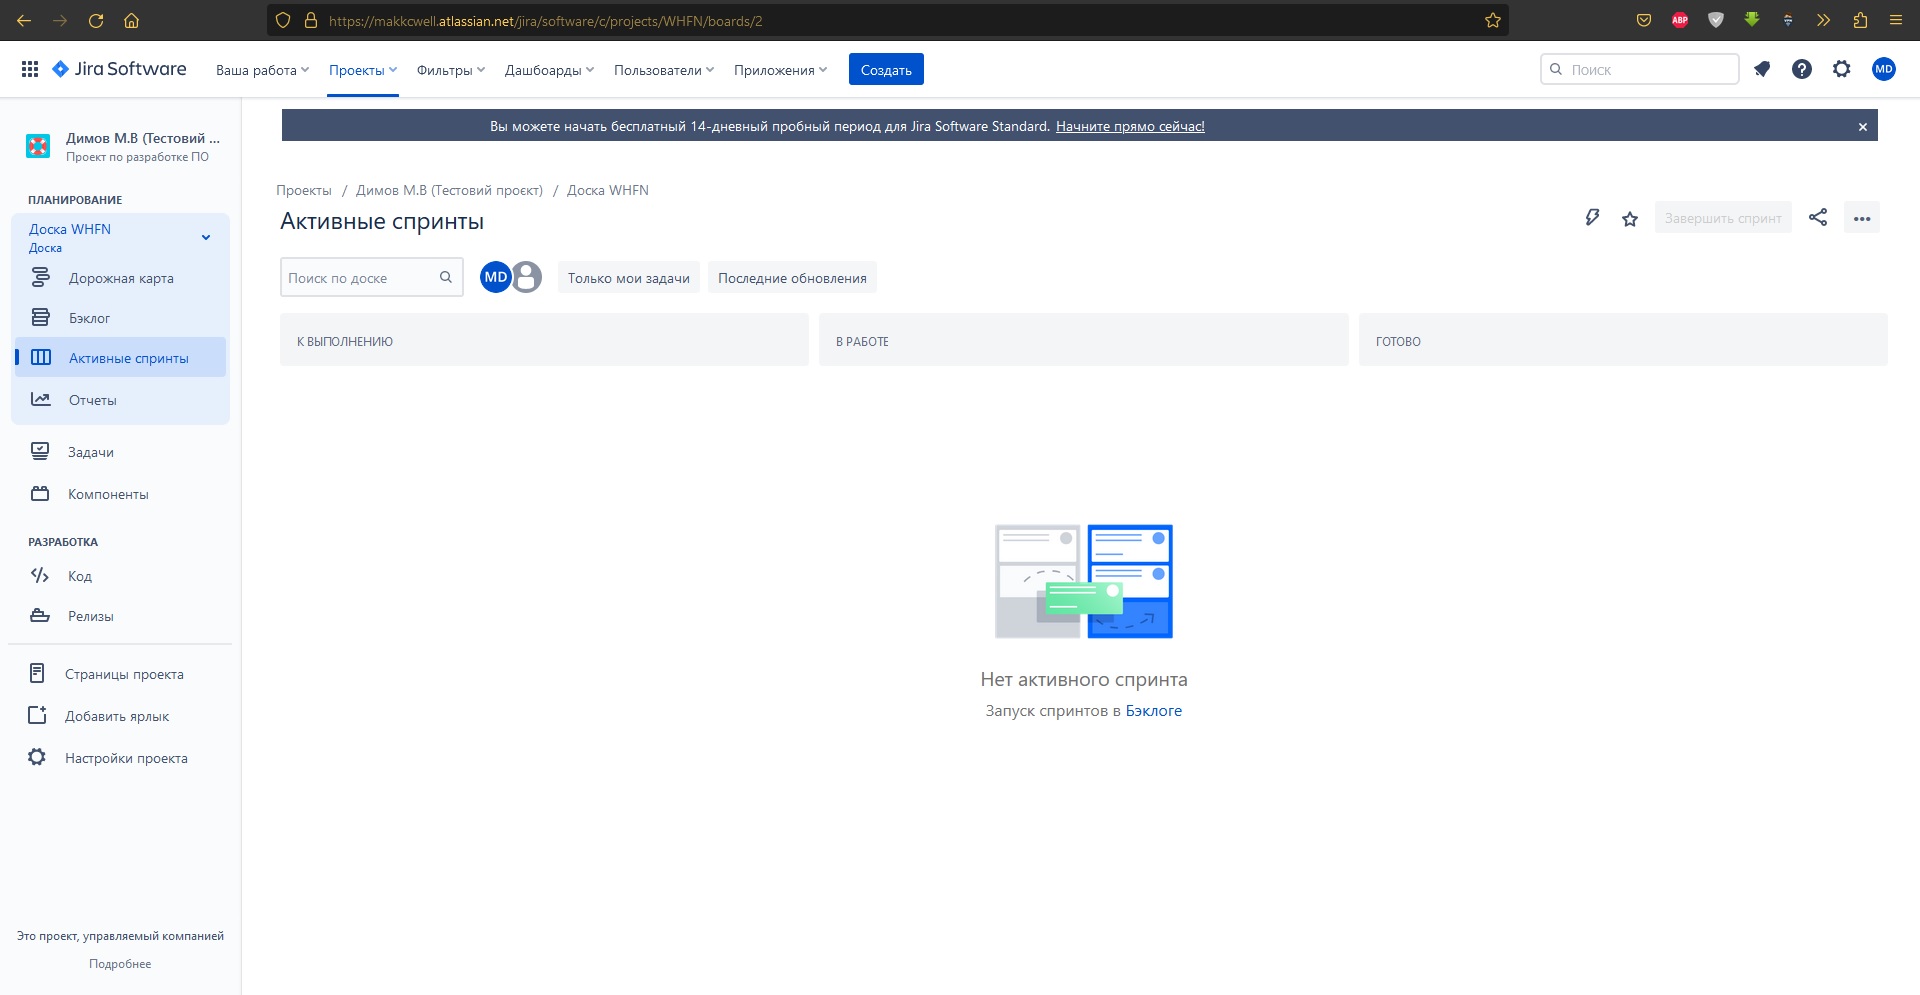 https://makkcwell.atlassian.net/jira/software/c/projects/WHFN/boards/2
ABP
Jira Software
Ваша работа
Проекты
Фильтры
Дашборды
Пользователи
Приложения
Создать
Поиск
MD
Димов М.В (Тестовий ...
Проект по разработке ПО
ПЛАНИРОВАНИЕ
Доска WHFN
Доска
Дорожная карта
Бэклог
Активные спринты
Отчеты
Задачи
Компоненты
РАЗРАБОТКА
Код
Релизы
Страницы проекта
Добавить ярлык
Настройки проекта
Это проект, управляемый компанией
Подробнее
Вы можете начать бесплатный 14-дневный пробный период для Jira Software Standard. Начните прямо сейчас!
Проекты / Димов М.В (Тестовий проєкт) / Доска WHFN
Активные спринты
Завершить спринт
Поиск по доске
MD
Только мои задачи
Последние обновления
К ВЫПОЛНЕНИЮ
В РАБОТЕ
ГОТОВО
Нет активного спринта
Запуск спринтов в Бэклоге